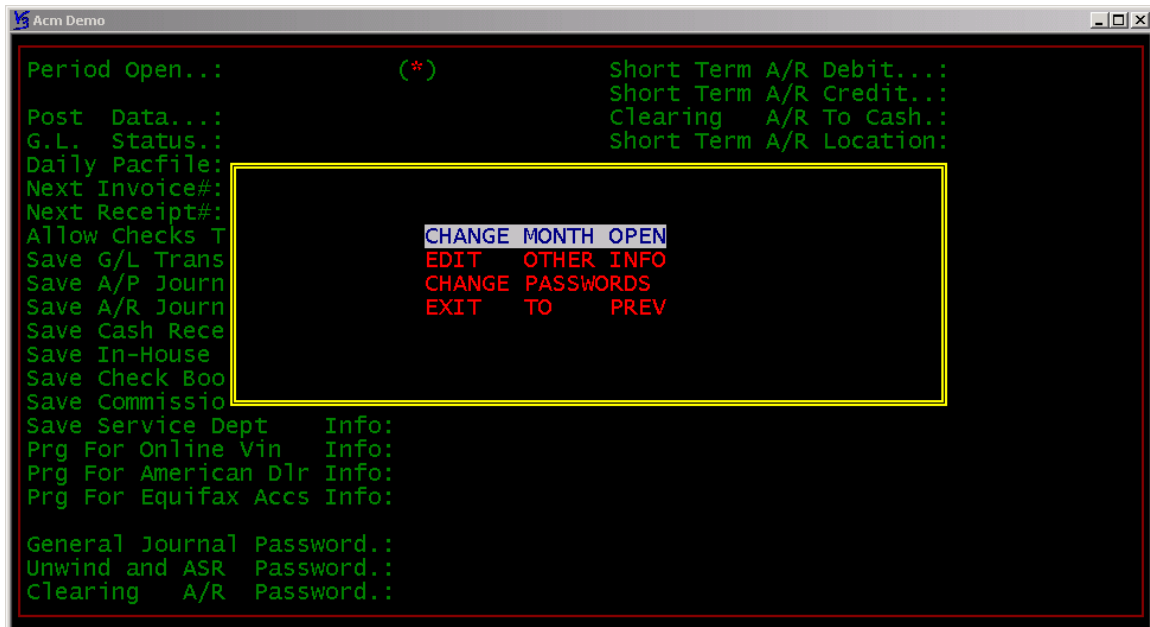 Acm Demo
Period Open..: (*) Short Term A/R Debit...:
Short Term A/R Credit..:
Post Data...: Clearing A/R To Cash.:
G.L. Status.: Short Term A/R Location:
Daily Pacfile:
Next Invoice#:
Next Receipt#:
Allow Checks T
Save G/L Trans
Save A/P Journ
Save A/R Journ
Save Cash Rece
Save In-House
Save Check Boo
Save Commissio
CHANGE MONTH OPEN
EDIT OTHER INFO
CHANGE PASSWORDS
EXIT TO PREV
Save Service Dept Info:
Prg For Online Vin Info:
Prg For American Dlr Info:
Prg For Equifax Accs Info:
General Journal Password.:
Unwind and ASR Password.:
Clearing A/R Password.: